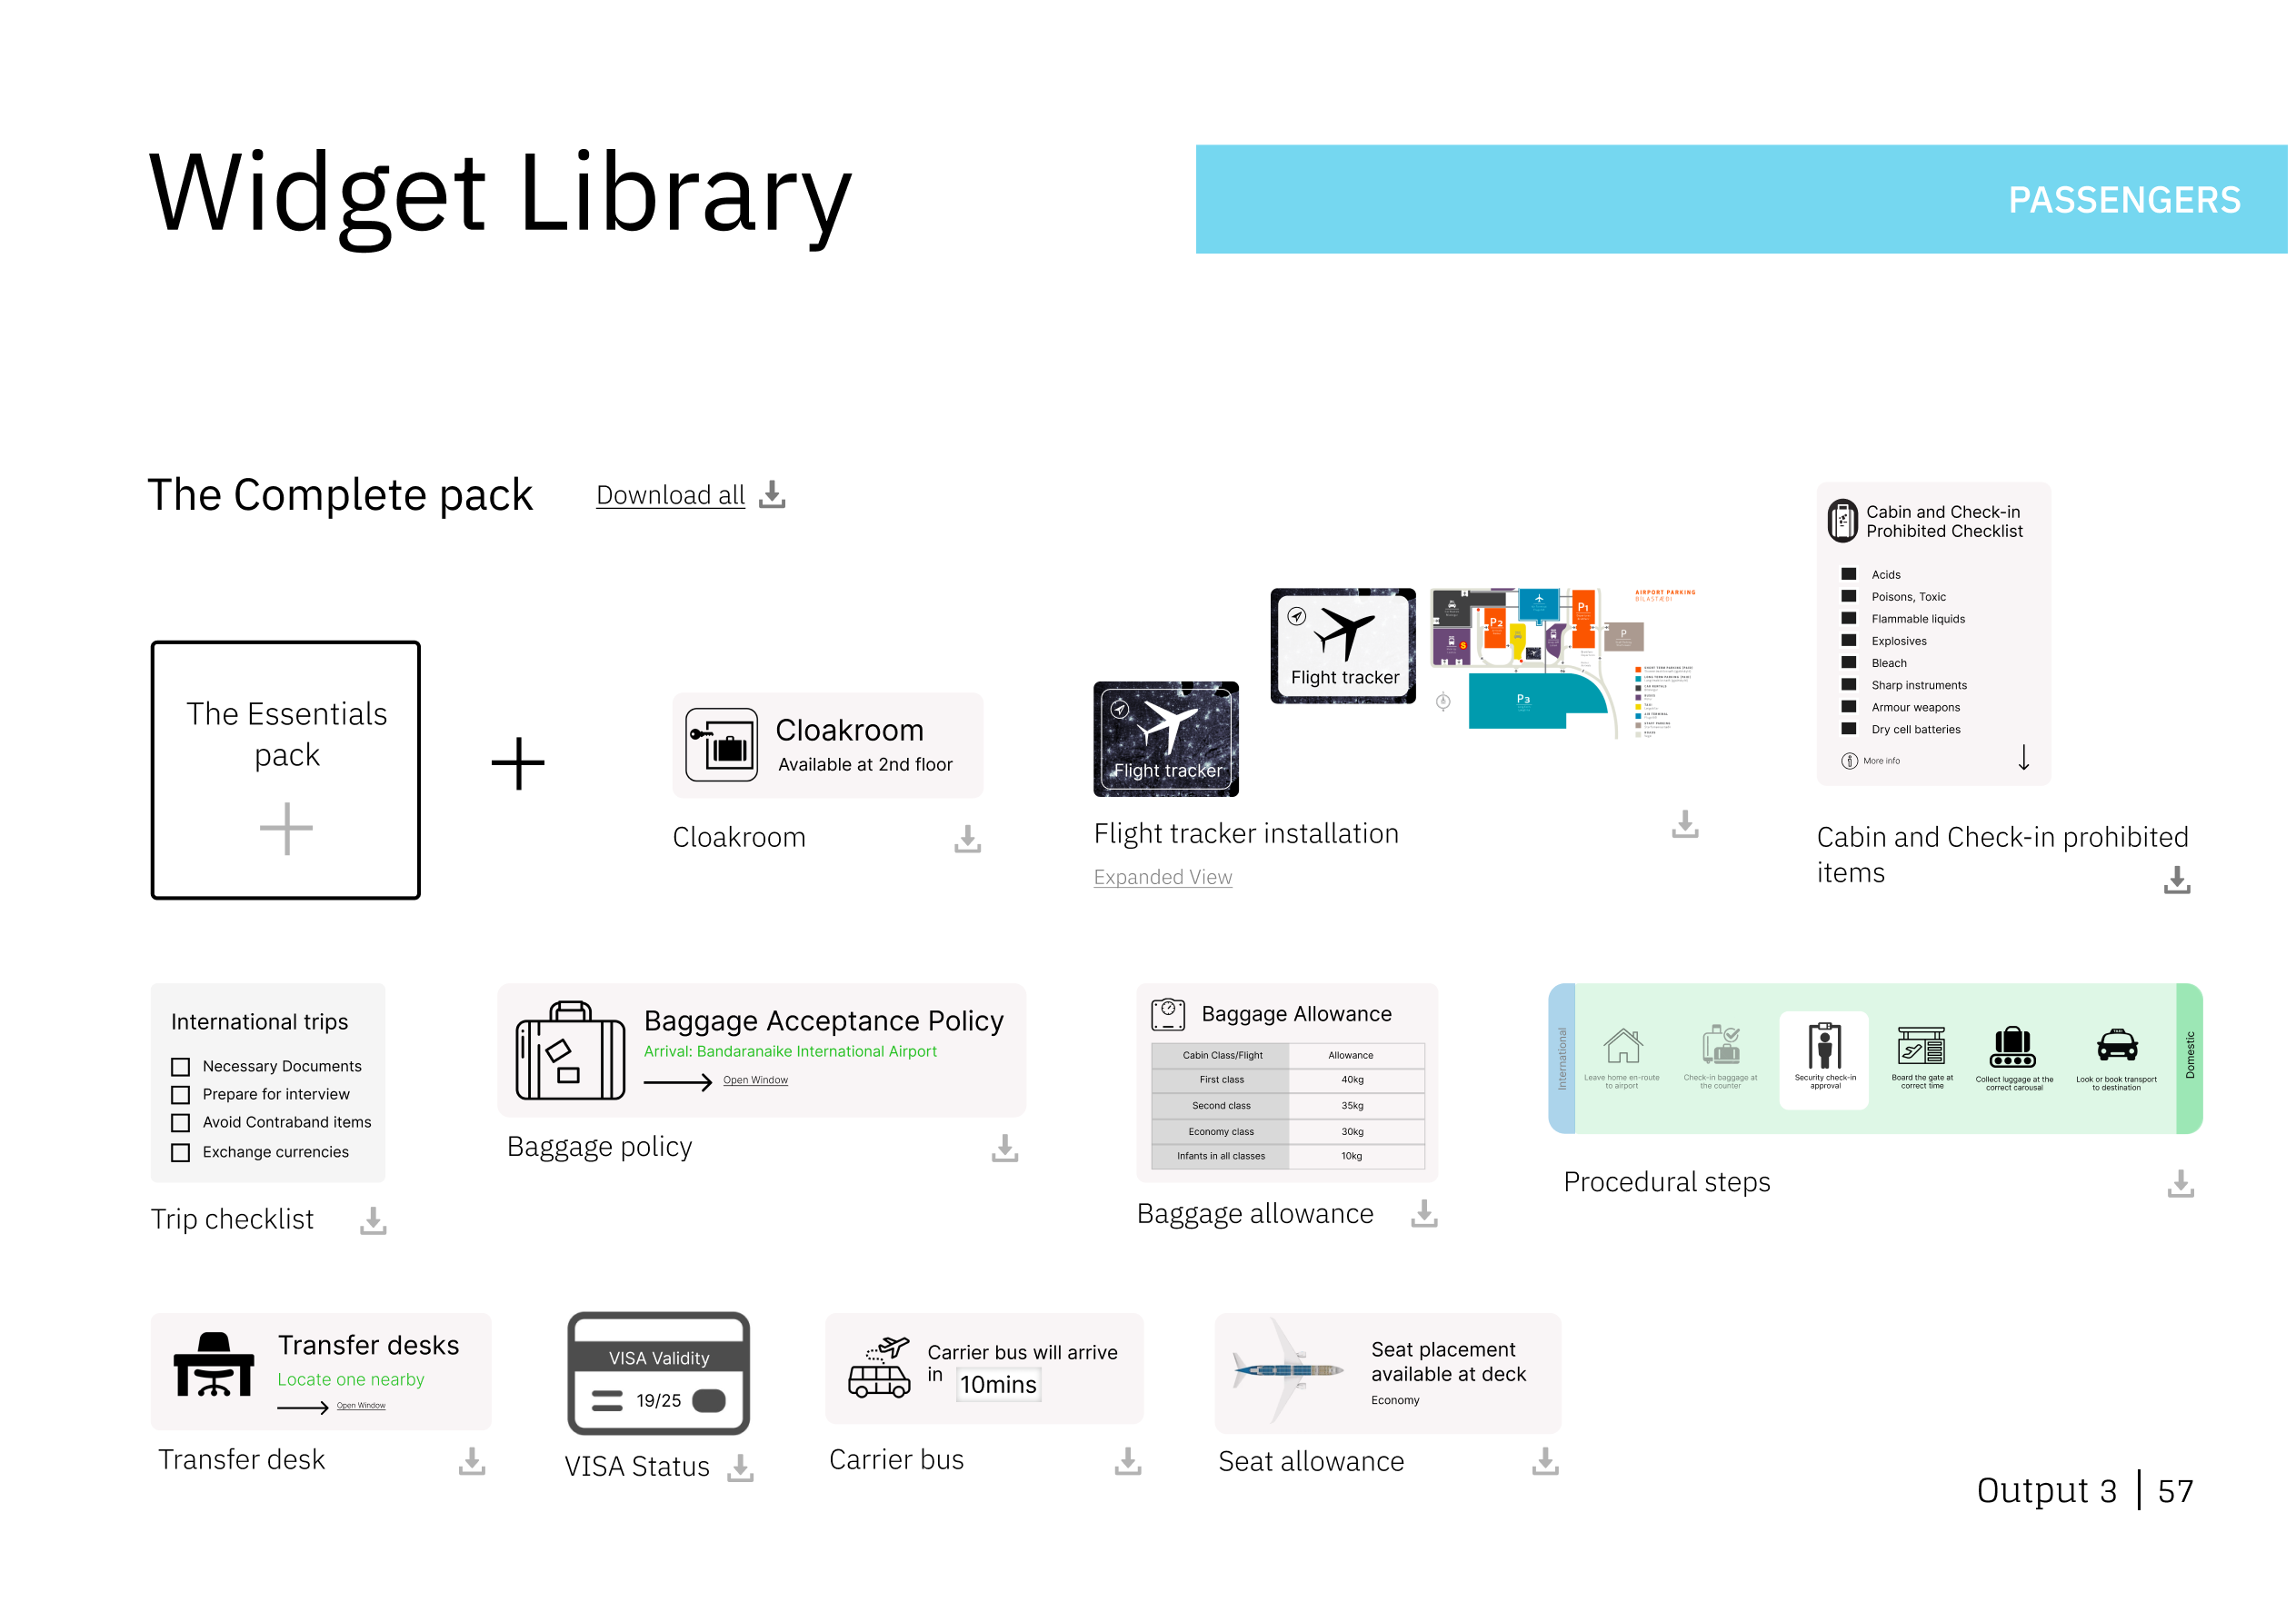 Widget Library
PASSENGERS
The Complete pack
Download all
The Essentials
pack
Cloakroom
Available at 2nd floor
Cloakroom
Flight tracker
Flight tracker
AIRPORT PARKING
BÍLASTÆÐI
P1
P2
P
S
P3
Flight tracker installation
Expanded View
Cabin and Check-in
Prohibited Checklist
Acids
Poisons, Toxic
Flammable liquids
Explosives
Bleach
Sharp instruments
Armour weapons
Dry cell batteries
More info
Cabin and Check-in prohibited
items
International trips
Necessary Documents
Prepare for interview
Avoid Contraband items
Exchange currencies
Trip checklist
Baggage Acceptance Policy
Arrival: Bandaranaike International Airport
Open Window
Baggage policy
Baggage Allowance
Cabin Class/Flight Allowance
First class 40kg
Second class 35kg
Economy class 30kg
Infants in all classes 10kg
Baggage allowance
International
Leave home en-route
to airport
Check-in baggage at
the counter
Security check-in
approval
Board the gate at
correct time
Collect luggage at the
correct carousal
Look or book transport
to destination
Domestic
Procedural steps
Transfer desks
Locate one nearby
Open Window
Transfer desk
VISA Validity
19/25
VISA Status
Carrier bus will arrive
in 10mins
Carrier bus
Seat placement
available at deck
Economy
Seat allowance
Output 3 | 57